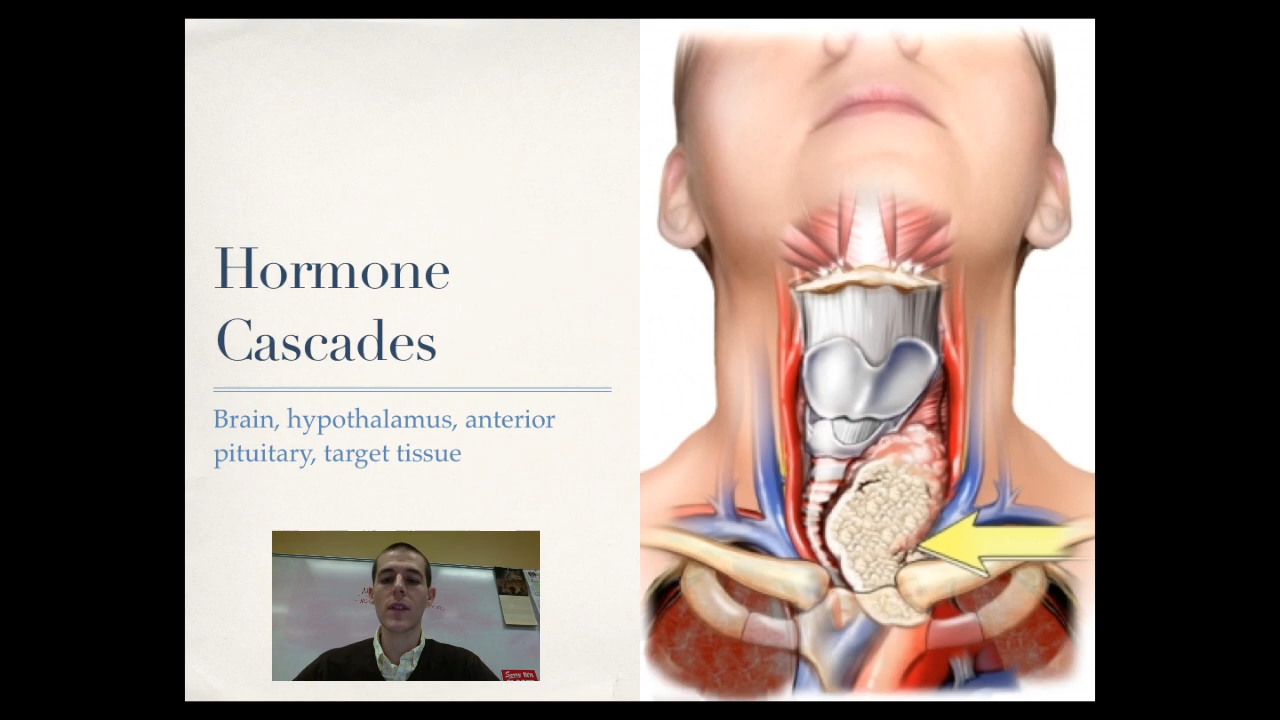 Hormone
Cascades
Brain, hypothalamus, anterior
pituitary, target tissue